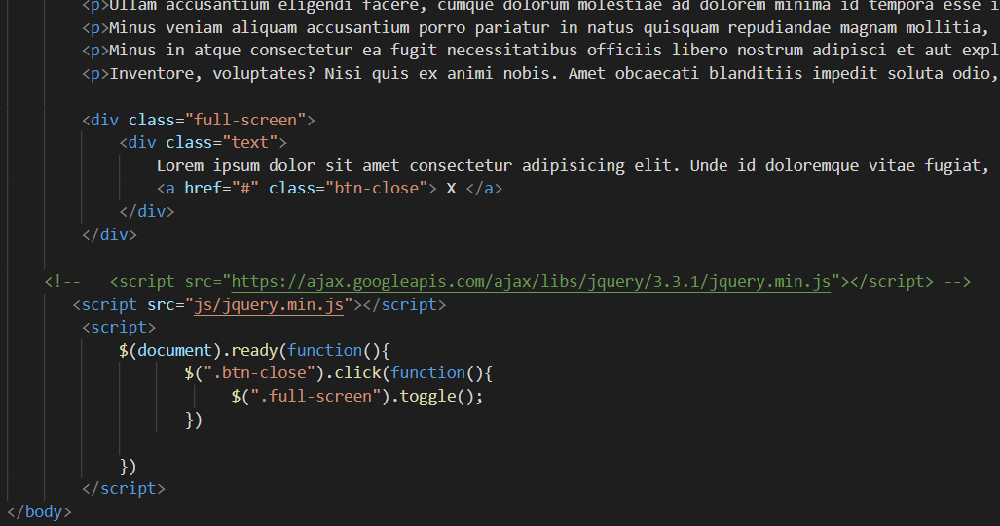 <p>Ullam accusantium eligendi facere, cumque dolorum molestiae ad dolorem minima id tempora esse i
<p>Minus veniam aliquam accusantium porro pariatur in natus quisquam repudiandae magnam mollitia,
<p>Minus in atque consectetur ea fugit necessitatibus officiis libero nostrum adipisci et aut expl
<p>Inventore, voluptates? Nisi quis ex animi nobis. Amet obcaecati blanditiis impedit soluta odio,
<div class="full-screen">
<div class="text">
Lorem ipsum dolor sit amet consectetur adipisicing elit. Unde id doloremque vitae fugiat,
<a href="#" class="btn-close"> X </a>
</div>
</div>
<!--   <script src="https://ajax.googleapis.com/ajax/libs/jquery/3.3.1/jquery.min.js"></script> -->
<script src="js/jquery.min.js"></script>
<script>
$(document).ready(function(){
$(".btn-close").click(function(){
$(".full-screen").toggle();
})
})
</script>
</body>